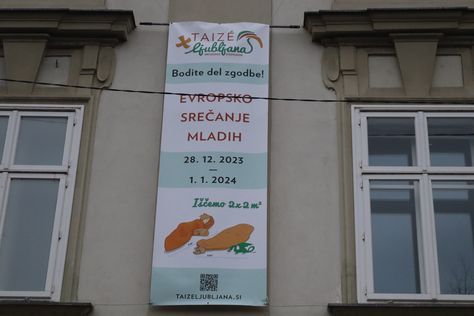 TAIZÉ
ljubljana
Bodite del zgodbe!
EVROPSKO
SREČANJE
MLADIH
28. 12. 2023
—
1. 1. 2024
Iščemo 2x2 m²
TAIZELJUBLJANA.SI